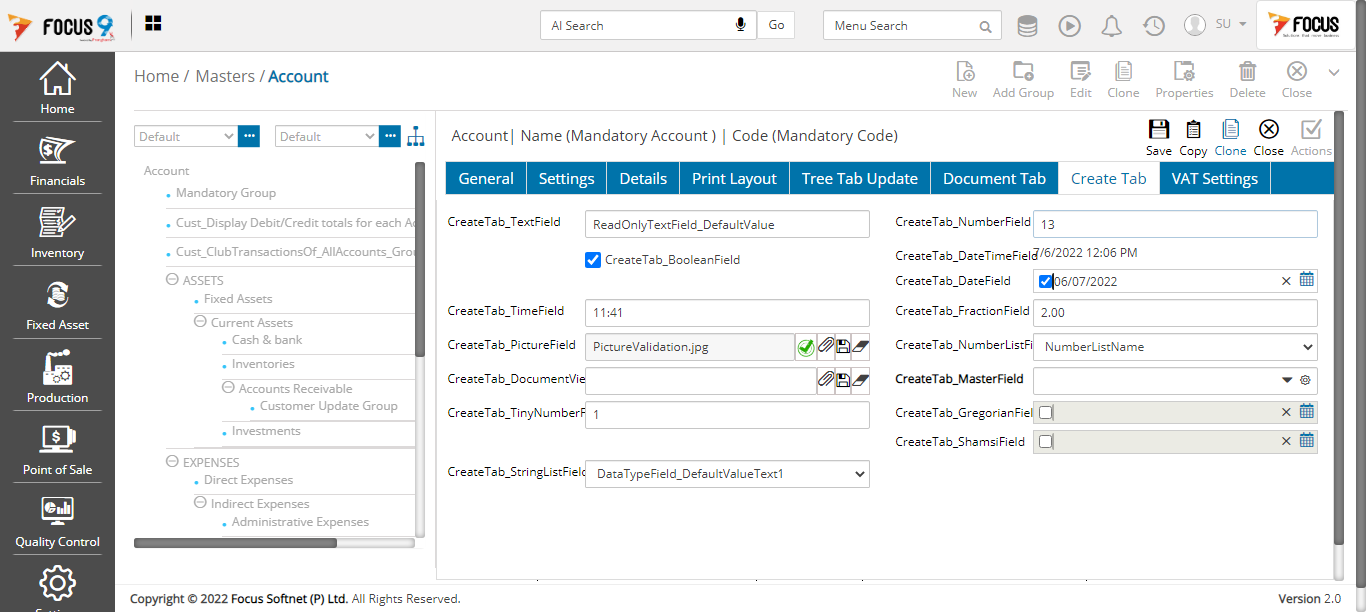 FOCUS 9
AI Search
Go
Menu Search
SU
FOCUS
Home
Financials
Inventory
Fixed Asset
Production
Point of Sale
Quality Control
Home / Masters / Account
New
Add Group
Edit
Clone
Properties
Delete
Close
Default
Default
Account
Mandatory Group
Cust_Display Debit/Credit totals for each Ac
Cust_ClubTransactionsOf_AllAccounts_Grou
ASSETS
Fixed Assets
Current Assets
Cash & bank
Inventories
Accounts Receivable
Customer Update Group
Investments
EXPENSES
Direct Expenses
Indirect Expenses
Administrative Expenses
Account| Name (Mandatory Account ) | Code (Mandatory Code)
Save
Copy
Clone
Close
Actions
General
Settings
Details
Print Layout
Tree Tab Update
Document Tab
Create Tab
VAT Settings
CreateTab_TextField
ReadOnlyTextField_DefaultValue
CreateTab_NumberField
13
CreateTab_BooleanField
CreateTab_DateTimeField
7/6/2022 12:06 PM
CreateTab_DateField
06/07/2022
CreateTab_TimeField
11:41
CreateTab_FractionField
2.00
CreateTab_PictureField
PictureValidation.jpg
CreateTab_NumberListFi
NumberListName
CreateTab_DocumentVie
CreateTab_MasterField
CreateTab_TinyNumberF
1
CreateTab_GregorianFiel
CreateTab_ShamsiField
CreateTab_StringListField
DataTypeField_DefaultValueText1
Copyright © 2022 Focus Softnet (P) Ltd. All Rights Reserved.
Version 2.0